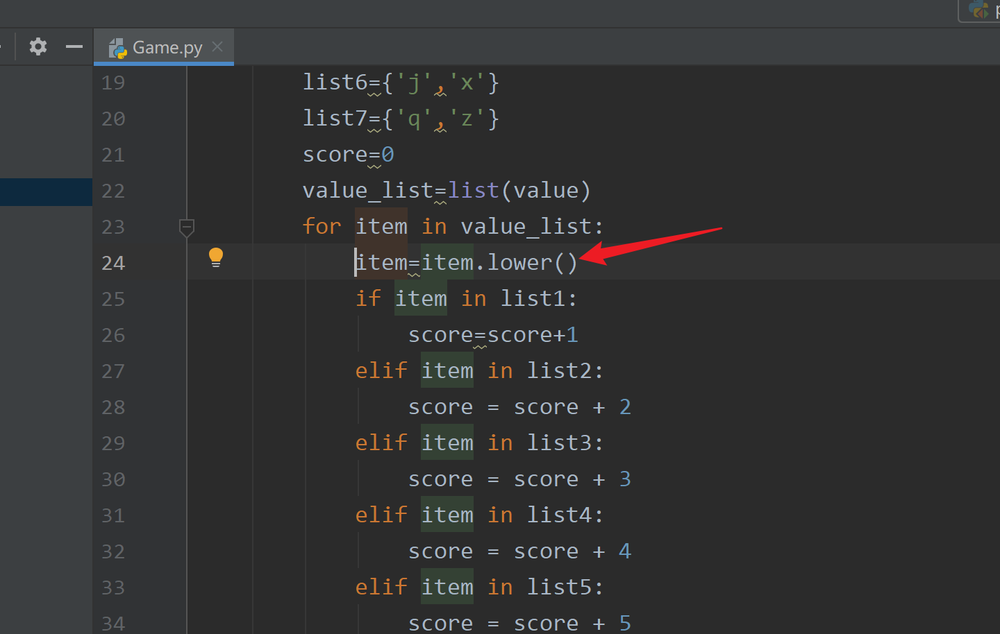 Game.py
19 list6={'j','x'}
20 list7={'q','z'}
21 score=0
22 value_list=list(value)
23 for item in value_list:
24 item=item.lower()
25 if item in list1:
26 score=score+1
27 elif item in list2:
28 score = score + 2
29 elif item in list3:
30 score = score + 3
31 elif item in list4:
32 score = score + 4
33 elif item in list5:
34 score = score + 5